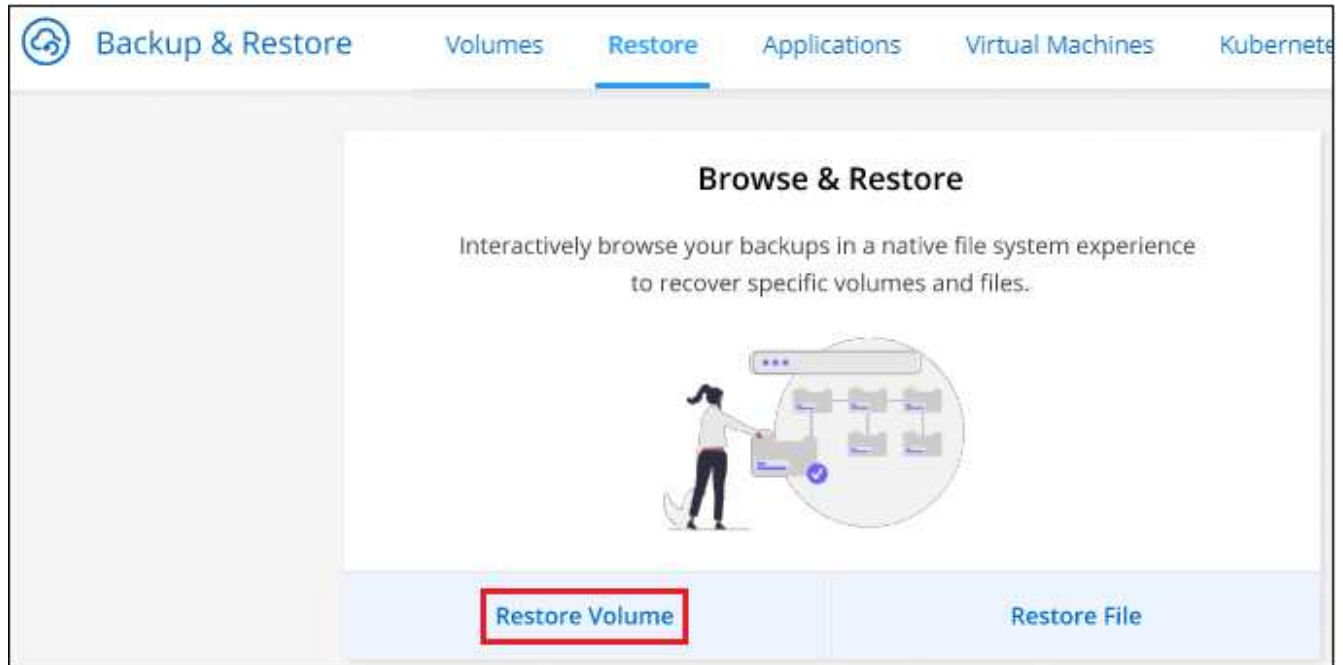 Backup & Restore Volumes Restore Applications Virtual Machines Kubernete
Browse & Restore
Interactively browse your backups in a native file system experience
to recover specific volumes and files.
Restore Volume Restore File